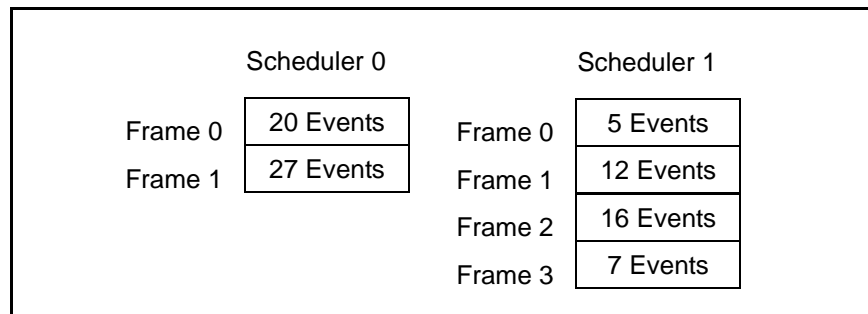 Scheduler 0
Frame 0 20 Events
Frame 1 27 Events
Scheduler 1
Frame 0 5 Events
Frame 1 12 Events
Frame 2 16 Events
Frame 3 7 Events